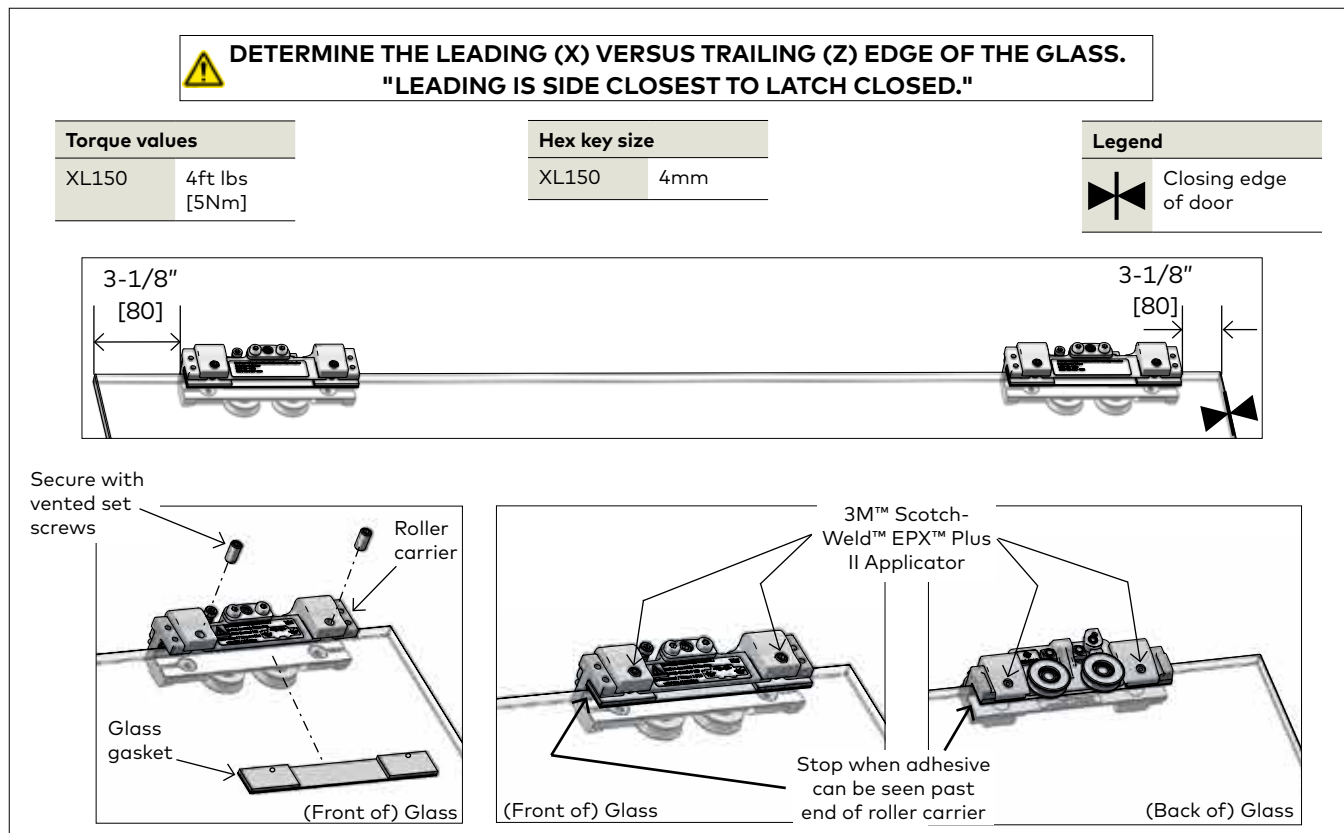 DETERMINE THE LEADING (X) VERSUS TRAILING (Z) EDGE OF THE GLASS.
"LEADING IS SIDE CLOSEST TO LATCH CLOSED."
Torque values
XL150 4ft lbs
[5Nm]
Hex key size
XL150 4mm
Legend
Closing edge
of door
3-1/8"
[80]
3-1/8"
[80]
Secure with
vented set
screws
Roller
carrier
Glass
gasket
(Front of) Glass
3M™ Scotch-
Weld™ EPX™ Plus
II Applicator
Stop when adhesive
can be seen past
end of roller carrier
(Front of) Glass
(Back of) Glass